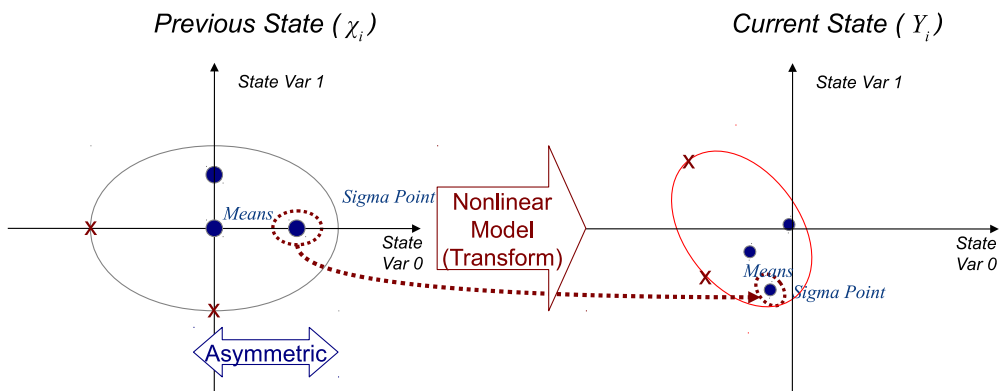 Previous State ( χi )
State Var 1
Means
Sigma Point
State
Var 0
Asymmetric
Nonlinear
Model
(Transform)
Current State ( Yi )
State Var 1
Means
Sigma Point
State
Var 0